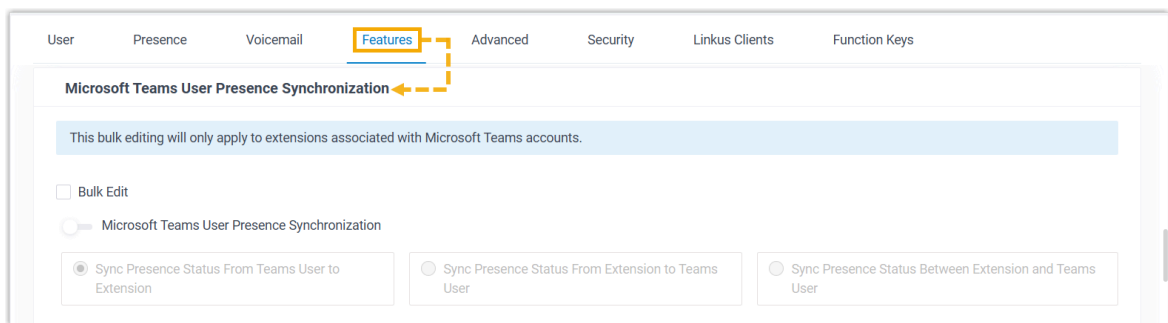 User Presence Voicemail Features Advanced Security Linkus Clients Function Keys
Microsoft Teams User Presence Synchronization
This bulk editing will only apply to extensions associated with Microsoft Teams accounts.
Bulk Edit
Microsoft Teams User Presence Synchronization
Sync Presence Status From Teams User to
Extension
Sync Presence Status From Extension to Teams
User
Sync Presence Status Between Extension and Teams
User